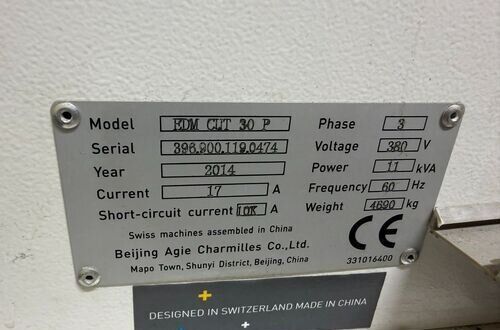 Model EDM CUT 30 P Phase 3
Serial 396.900.119.0474 Voltage 380 V
Year 2014 Power 11 kVA
Current 17 A Frequency 60 Hz
Short-circuit current 10K A Weight 4690 kg
Swiss machines assembled in China
Beijing Agie Charmilles Co.,Ltd.
Mapo Town, Shunyi District, Beijing, China
CE
331016400
DESIGNED IN SWITZERLAND MADE IN CHINA